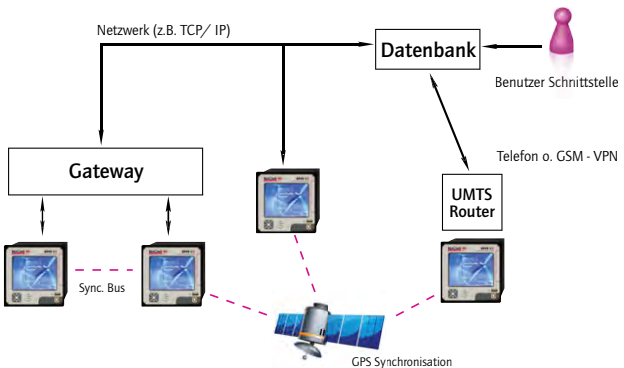 Netzwerk (z.B. TCP/ IP)
Datenbank
Benutzer Schnittstelle
Telefon o. GSM - VPN
Gateway
UMTS
Router
Sync. Bus
GPS Synchronisation